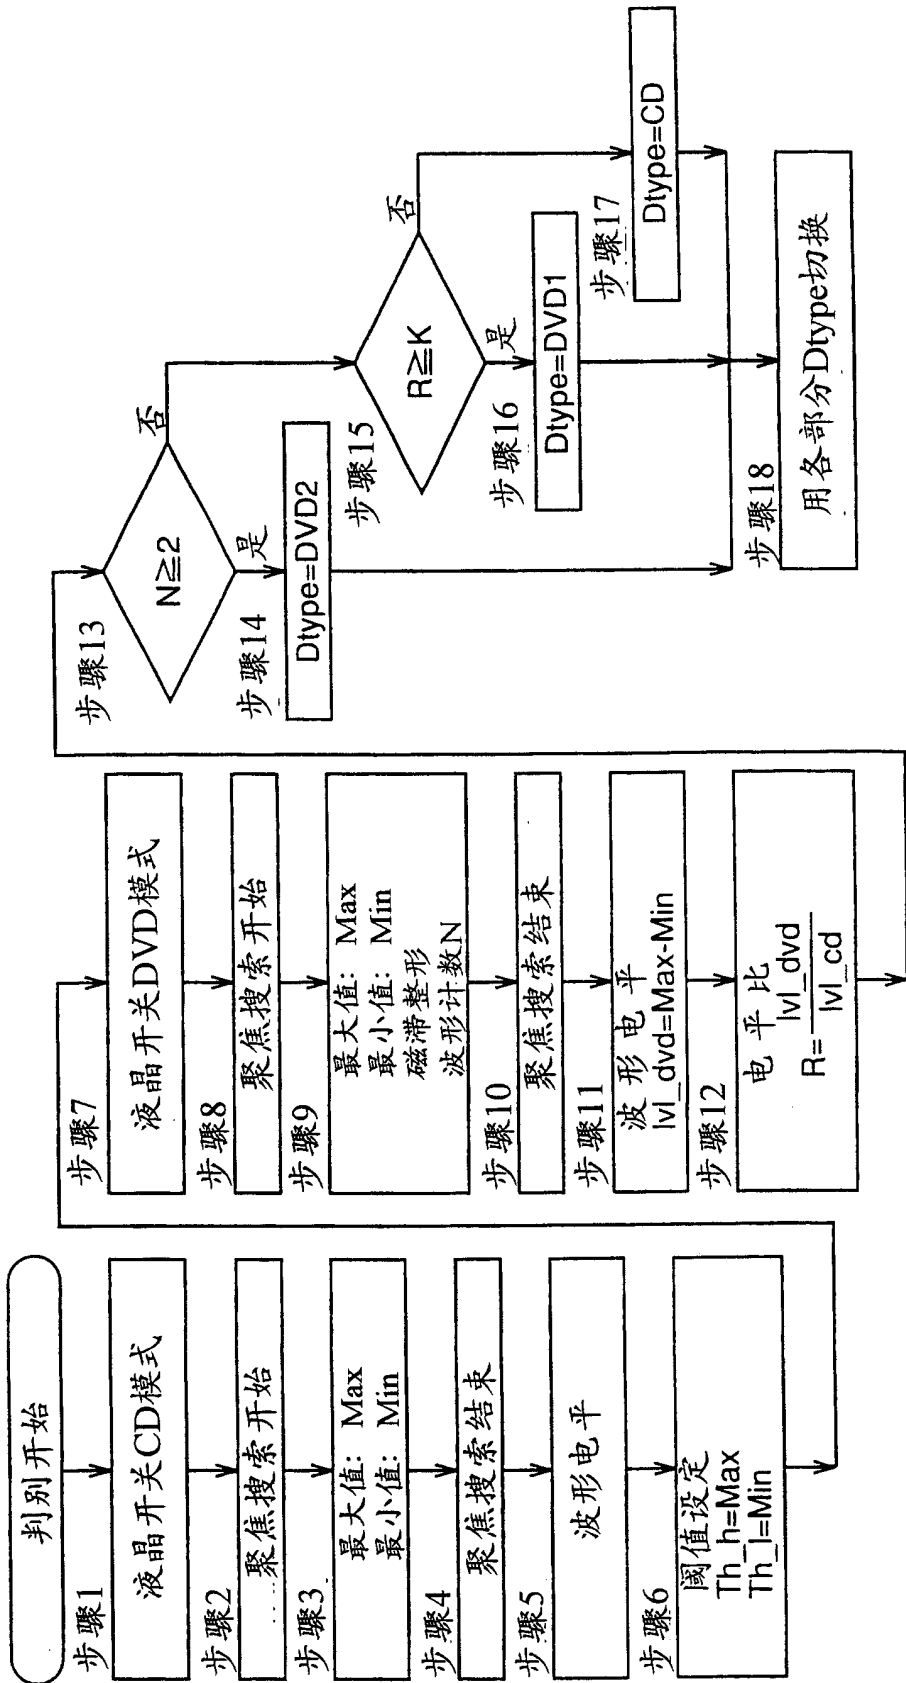 判别开始
步骤1
液晶开关CD模式
步骤2
聚焦搜索开始
步骤3
最大值: Max
最小值: Min
步骤4
聚焦搜索结束
步骤5
波形电平
步骤6
阈值设定
Th_h=Max
Th_l=Min
步骤7
液晶开关DVD模式
步骤8
聚焦搜索开始
步骤9
最大值: Max
最小值: Min
磁滞整形
波形计数N
步骤10
聚焦搜索结束
步骤11
波形电平
lvl_dvd=Max-Min
步骤12
电平比
R=lvl_dvd
lvl_cd
步骤13
N≧2
否
是
步骤14
Dtype=DVD2
步骤15
R≧K
否
是
步骤16
Dtype=DVD1
步骤17
Dtype=CD
步骤18
用各部分Dtype切换